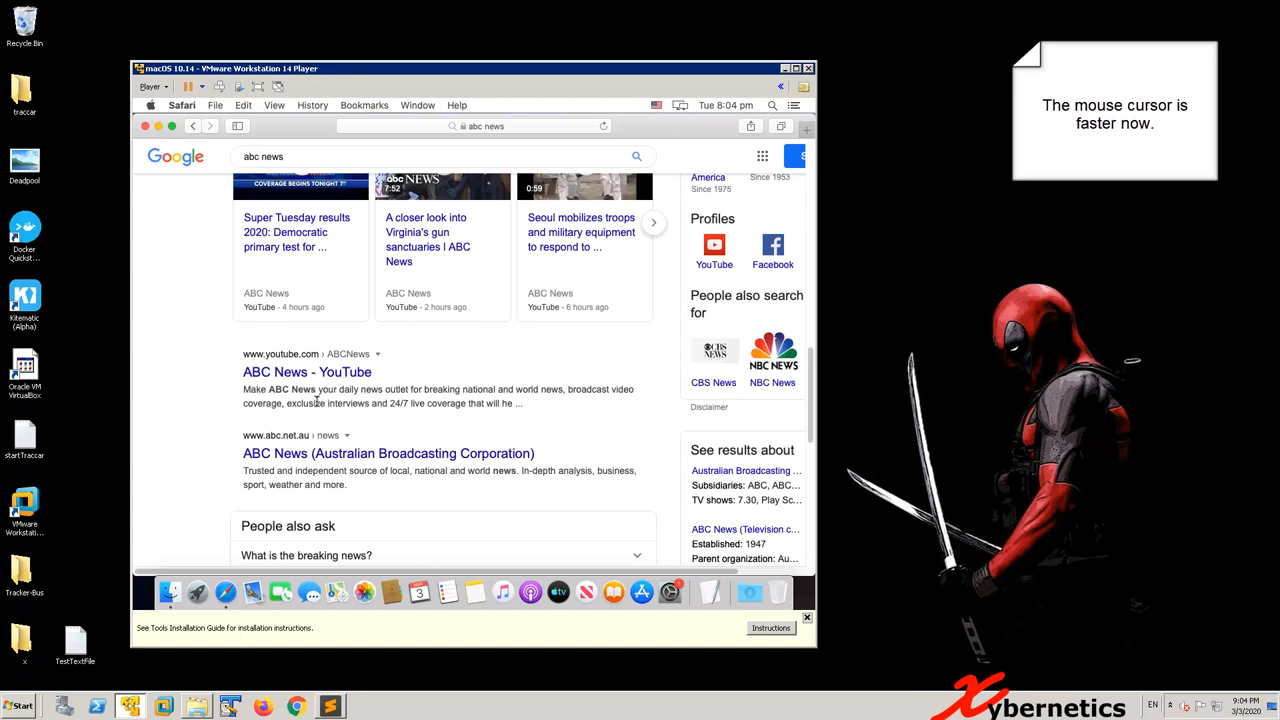 Recycle Bin
traccar
Deadpool
Docker
Quickst...
Kitematic
(Alpha)
Oracle VM
VirtualBox
startTraccar
VMware
Workstati...
Tracker-Bus
x
TestTextFile
macOS 10.14 - VMware Workstation 14 Player
Player
Safari File Edit View History Bookmarks Window Help
Tue 8:04 pm
abc news
Google
abc news
S
COVERAGE BEGINS TONIGHT 7
7:52
abc NEWS
0:59
Super Tuesday results
2020: Democratic
primary test for ...
ABC News
YouTube - 4 hours ago
A closer look into
Virginia's gun
sanctuaries l ABC
News
ABC News
YouTube - 2 hours ago
Seoul mobilizes troops
and military equipment
to respond to ...
ABC News
YouTube - 6 hours ago
www.youtube.com › ABCNews
ABC News - YouTube
Make ABC News your daily news outlet for breaking national and world news, broadcast video
coverage, exclusive interviews and 24/7 live coverage that will he ...
www.abc.net.au › news
ABC News (Australian Broadcasting Corporation)
Trusted and independent source of local, national and world news. In-depth analysis, business,
sport, weather and more.
People also ask
What is the breaking news?
America
Since 1975
Since 1953
Profiles
YouTube
Facebook
People also search
for
CBS NEWS
NBC NEWS
CBS News
NBC News
Disclaimer
See results about
Australian Broadcasting ...
Subsidiaries: ABC, ABC...
TV shows: 7.30, Play Sc...
ABC News (Television c...
Established: 1947
Parent organization: Au...
3
tv
1
See Tools Installation Guide for installation instructions.
Instructions
The mouse cursor is
faster now.
Xybernetics
Start
EN
9:04 PM
3/3/2020